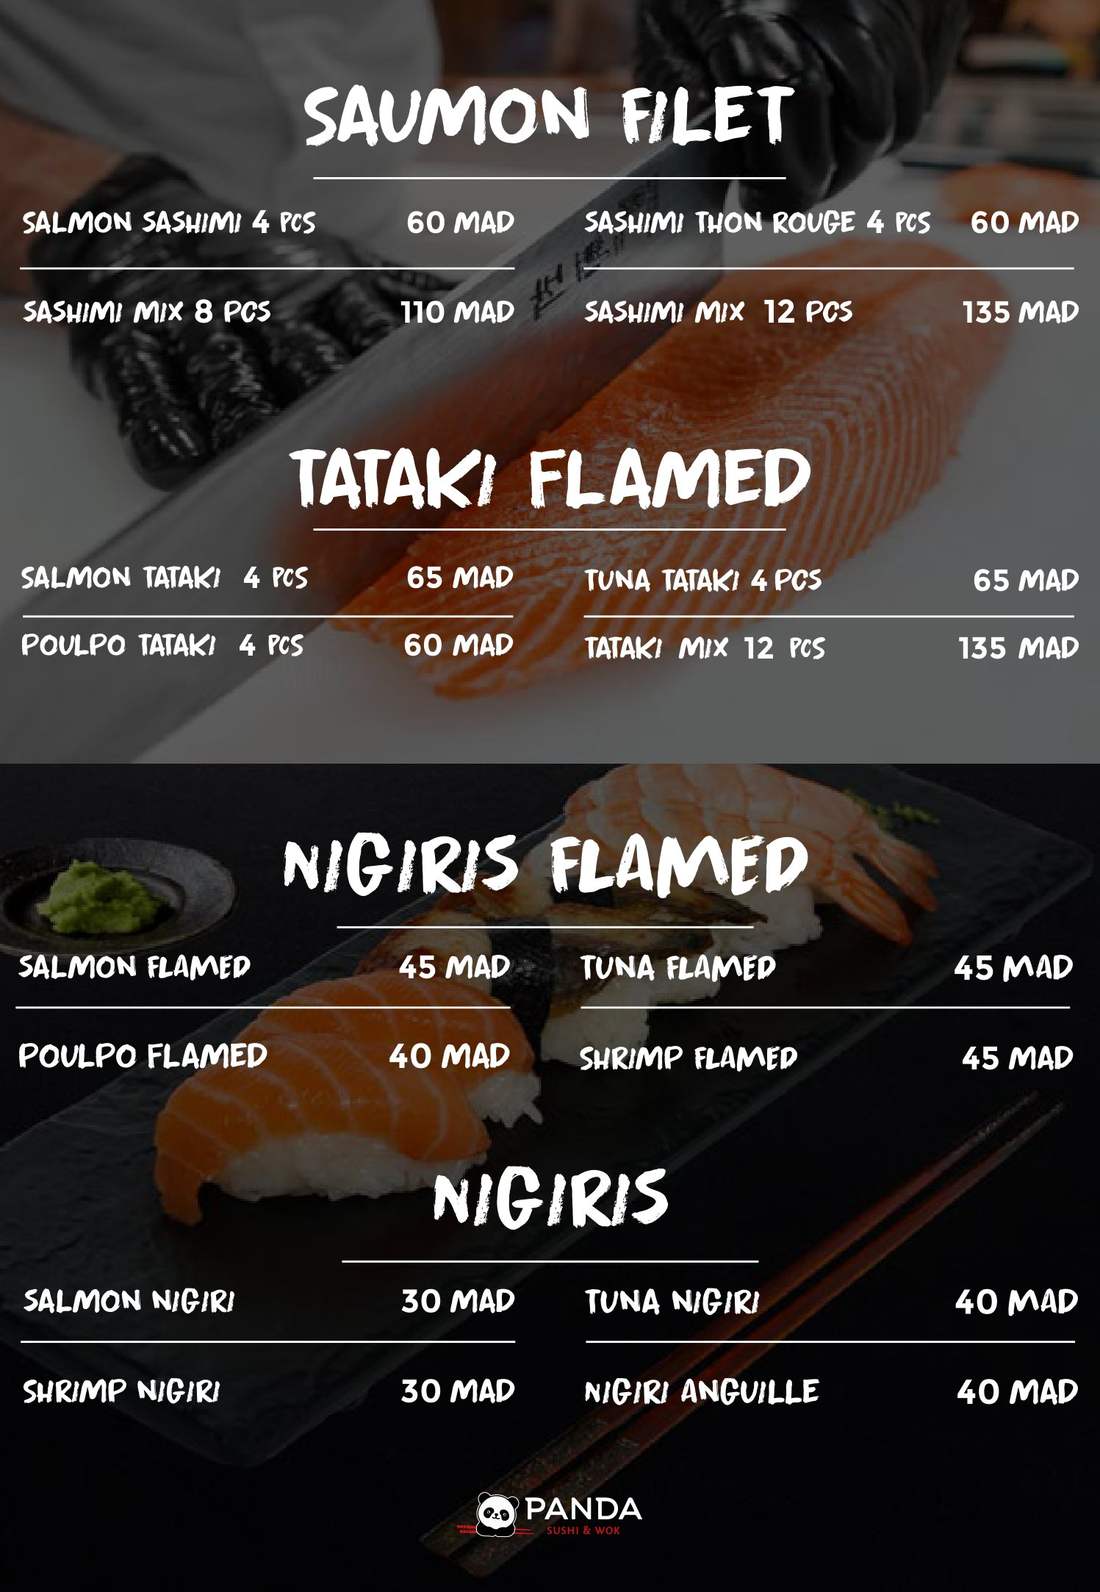 SAUMON FILET
SALMON SASHIMI 4 PCS 60 MAD
SASHIMI THON ROUGE 4 PCS 60 MAD
SASHIMI MIX 8 PCS 110 MAD
SASHIMI MIX 12 PCS 135 MAD
TATAKI FLAMED
SALMON TATAKI 4 PCS 65 MAD
TUNA TATAKI 4 PCS 65 MAD
POULPO TATAKI 4 PCS 60 MAD
TATAKI MIX 12 PCS 135 MAD
NIGIRIS FLAMED
SALMON FLAMED 45 MAD
TUNA FLAMED 45 MAD
POULPO FLAMED 40 MAD
SHRIMP FLAMED 45 MAD
NIGIRIS
SALMON NIGIRI 30 MAD
TUNA NIGIRI 40 MAD
SHRIMP NIGIRI 30 MAD
NIGIRI ANGUILLE 40 MAD
PANDA
SUSHI & WOK